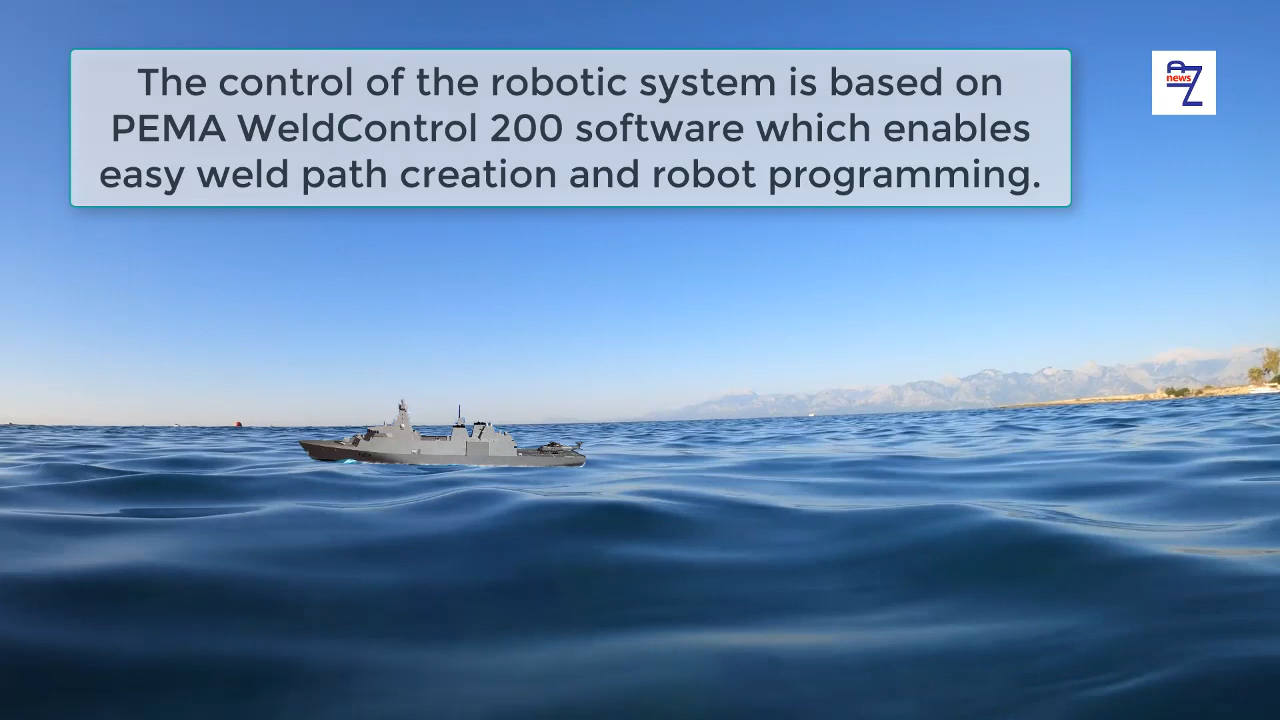 The control of the robotic system is based on
PEMA WeldControl 200 software which enables
easy weld path creation and robot programming.
A
news
Z